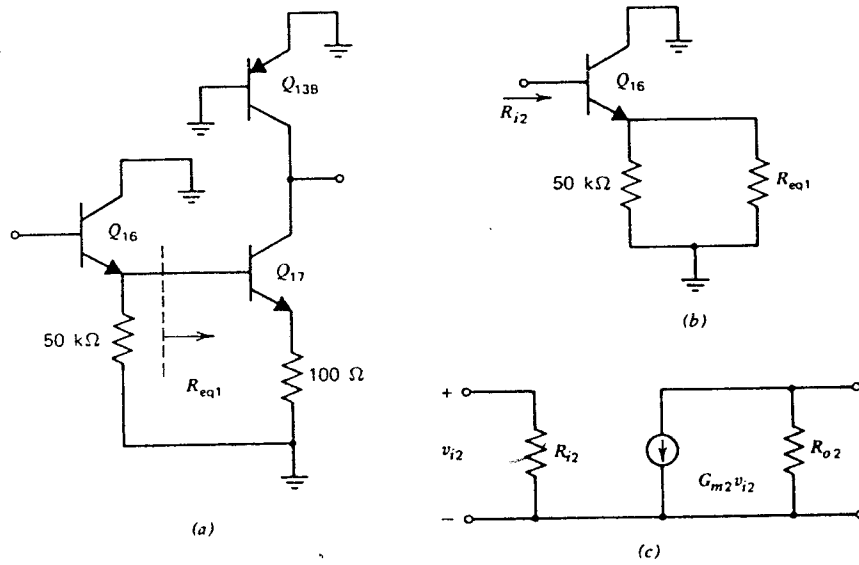 Q13B
Q16
50 kΩ
Req1
Q17
100 Ω
(a)
Ri2
Q16
50 kΩ
Req1
(b)
+
vi2
−
Ri2
Gm2vi2
Ro2
(c)